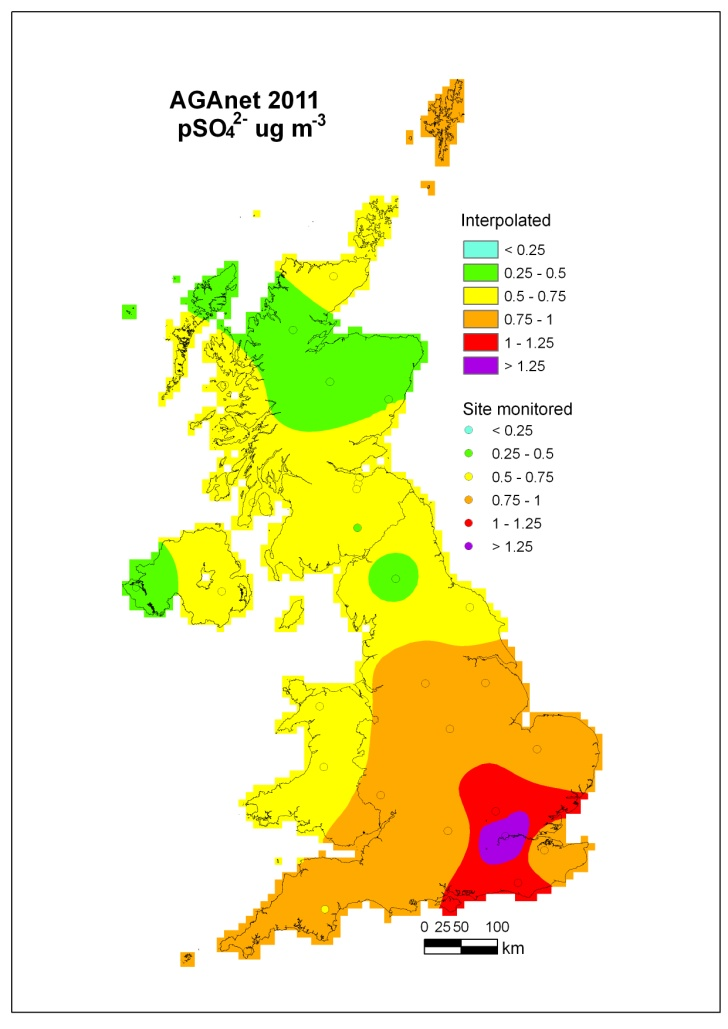 AGAnet 2011
pSO₄²⁻ ug m⁻³
Interpolated
< 0.25
0.25 - 0.5
0.5 - 0.75
0.75 - 1
1 - 1.25
> 1.25
Site monitored
< 0.25
0.25 - 0.5
0.5 - 0.75
0.75 - 1
1 - 1.25
> 1.25
0 25 50 100
km